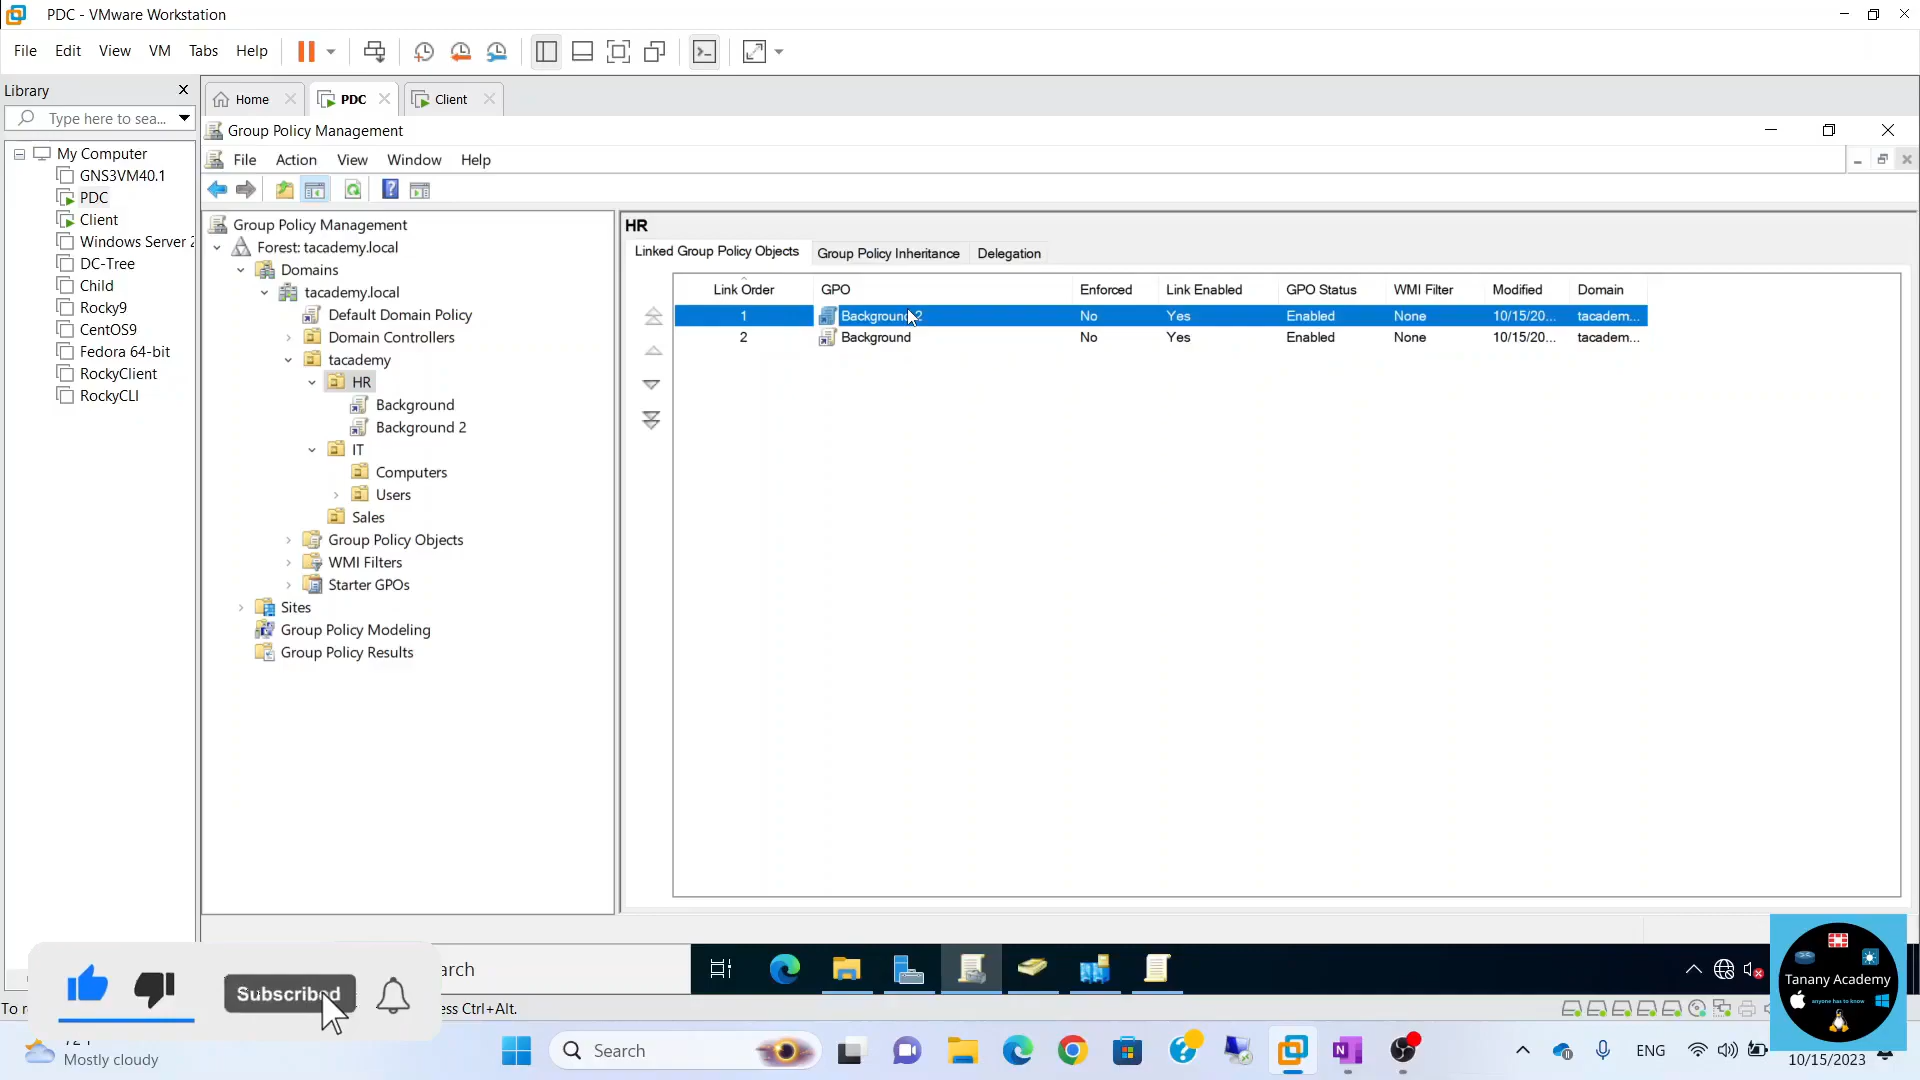 PDC - VMware Workstation
File Edit View VM Tabs Help
Library
Type here to sea...
My Computer
GNS3VM40.1
PDC
Client
Windows Server 2
DC-Tree
Child
Rocky9
CentOS9
Fedora 64-bit
RockyClient
RockyCLI
Home PDC Client
Group Policy Management
File Action View Window Help
Group Policy Management
Forest: tacademy.local
Domains
tacademy.local
Default Domain Policy
Domain Controllers
tacademy
HR
Background
Background 2
IT
Computers
Users
Sales
Group Policy Objects
WMI Filters
Starter GPOs
Sites
Group Policy Modeling
Group Policy Results
HR
Linked Group Policy Objects Group Policy Inheritance Delegation
Link Order GPO Enforced Link Enabled GPO Status WMI Filter Modified Domain
1 Background 2 No Yes Enabled None 10/15/20... tacadem...
2 Background No Yes Enabled None 10/15/20... tacadem...
arch
Subscribed
To r
ess Ctrl+Alt.
Tanany Academy
anyone has to know
Mostly cloudy
Search
ENG
10/15/2023